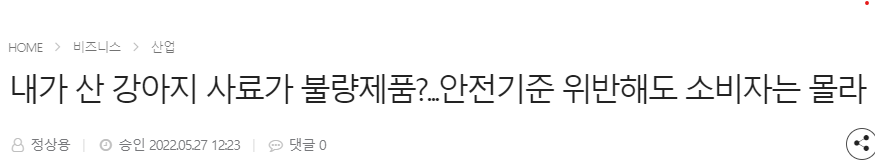 HOME > 비즈니스 > 산업
내가 산 강아지 사료가 불량제품?...안전기준 위반해도 소비자는 몰라
정상용 | 승인 2022.05.27 12:23 | 댓글 0